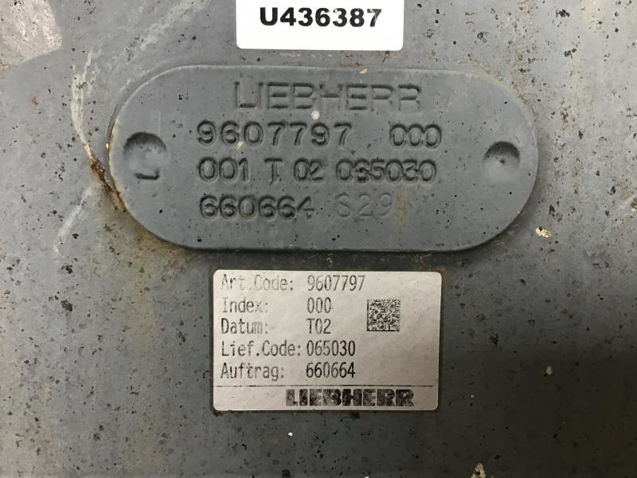 U436387
LIEBHERR
9607797 000
001 T 02 065030
660664 S29
Art.Code: 9607797
Index: 000
Datum: T02
Lief.Code: 065030
Auftrag: 660664
LIEBHERR